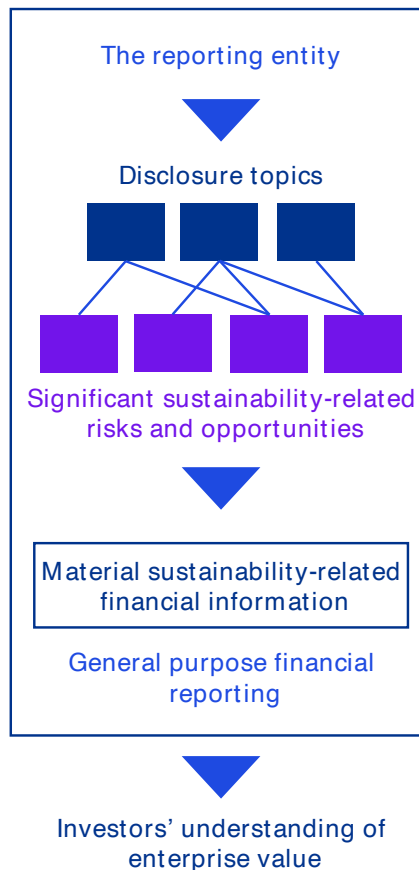 The reporting entity
Disclosure topics
Significant sustainability-related
risks and opportunities
Material sustainability-related
financial information
General purpose financial
reporting
Investors’ understanding of
enterprise value